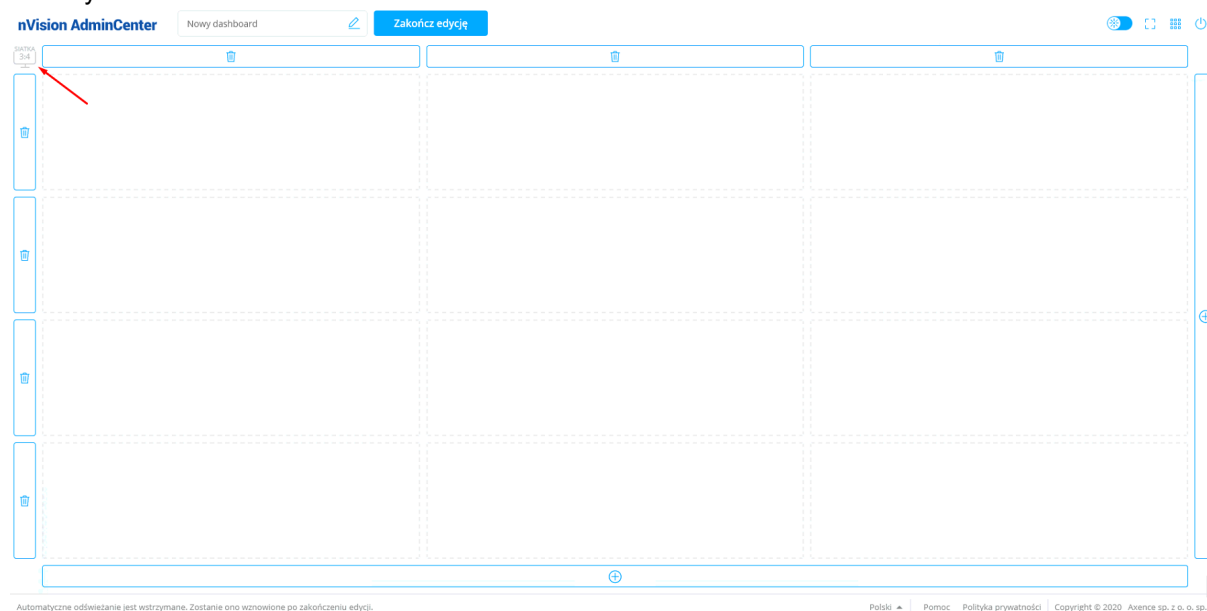 nVision AdminCenter
Nowy dashboard
Zakończ edycję
SIATKA
3x4
Automatyczne odświeżanie jest wstrzymane. Zostanie ono wznowione po zakończeniu edycji.
Polski
Pomoc
Polityka prywatności
Copyright © 2020 Axence sp. z o. o. sp.